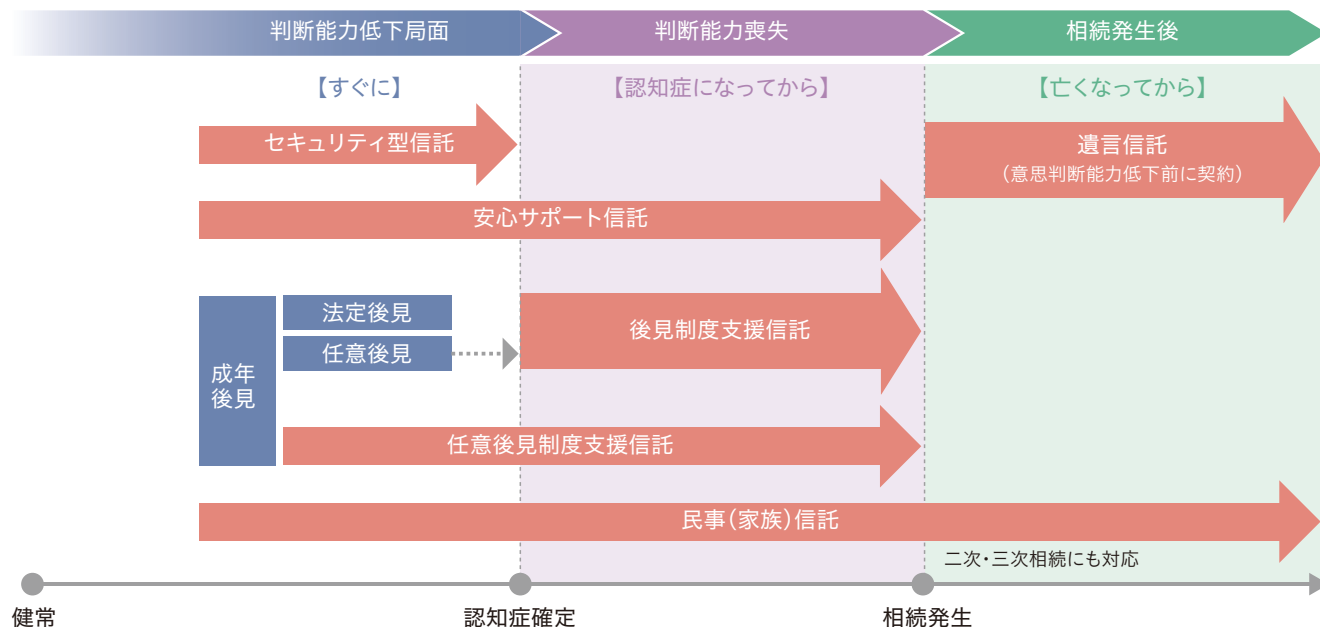 判断能力低下局面
判断能力喪失
相続発生後
【すぐに】
【認知症になってから】
【亡くなってから】
セキュリティ型信託
遺言信託
(意思判断能力低下前に契約)
安心サポート信託
成年
後見
法定後見
任意後見
後見制度支援信託
任意後見制度支援信託
民事(家族)信託
二次・三次相続にも対応
健常
認知症確定
相続発生